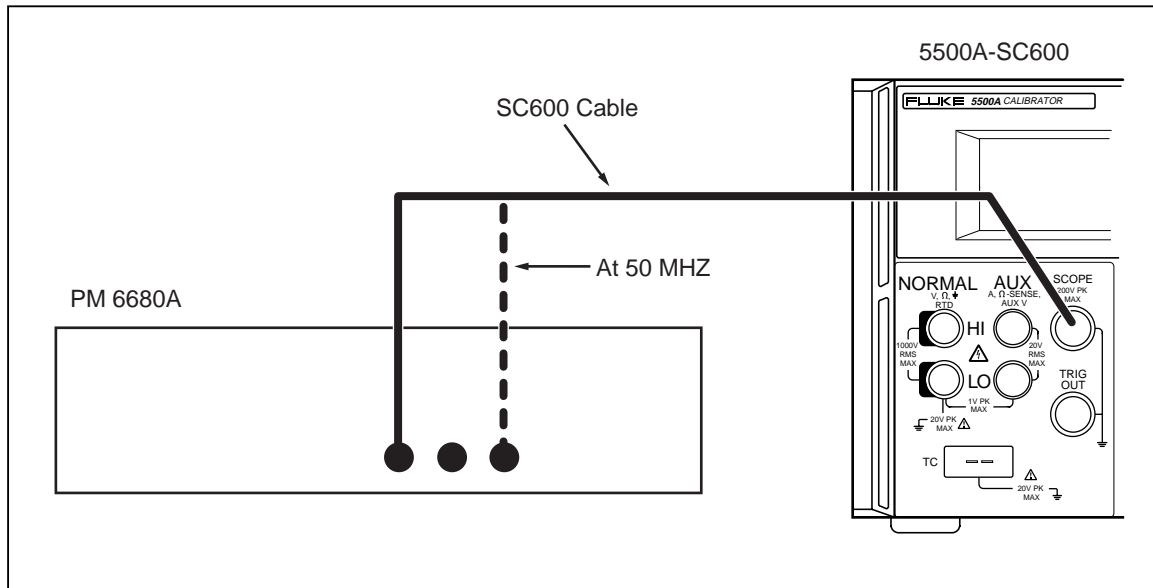 5500A-SC600
FLUKE 5500A CALIBRATOR
SC600 Cable
At 50 MHZ
PM 6680A
NORMAL
V, Ω,
RTD
AUX
A, Ω -SENSE,
AUX V
SCOPE
200V PK
MAX
HI
1000V
RMS
MAX
20V
RMS
MAX
LO
TRIG
OUT
1V PK
MAX
20V PK
MAX
TC
20V PK
MAX